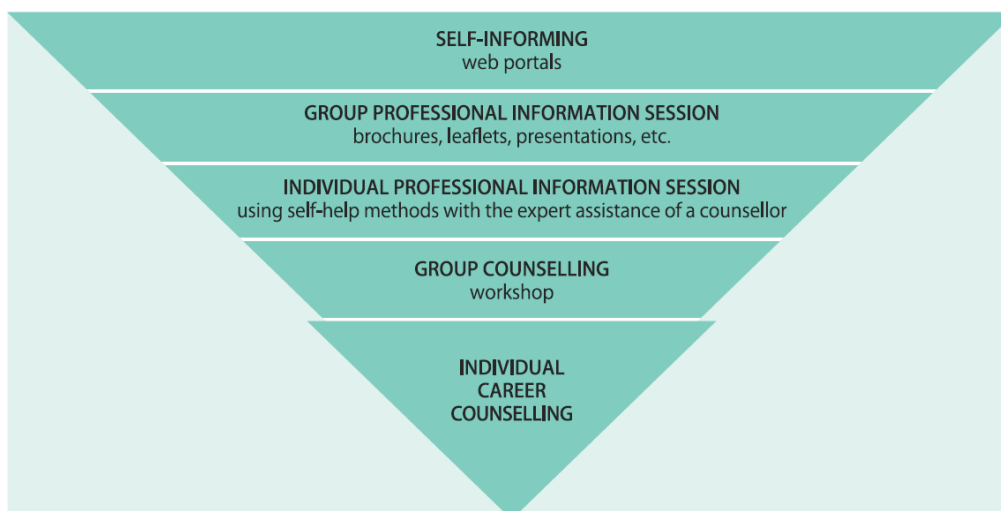 SELF-INFORMING
web portals
GROUP PROFESSIONAL INFORMATION SESSION
brochures, leaflets, presentations, etc.
INDIVIDUAL PROFESSIONAL INFORMATION SESSION
using self-help methods with the expert assistance of a counsellor
GROUP COUNSELLING
workshop
INDIVIDUAL
CAREER
COUNSELLING